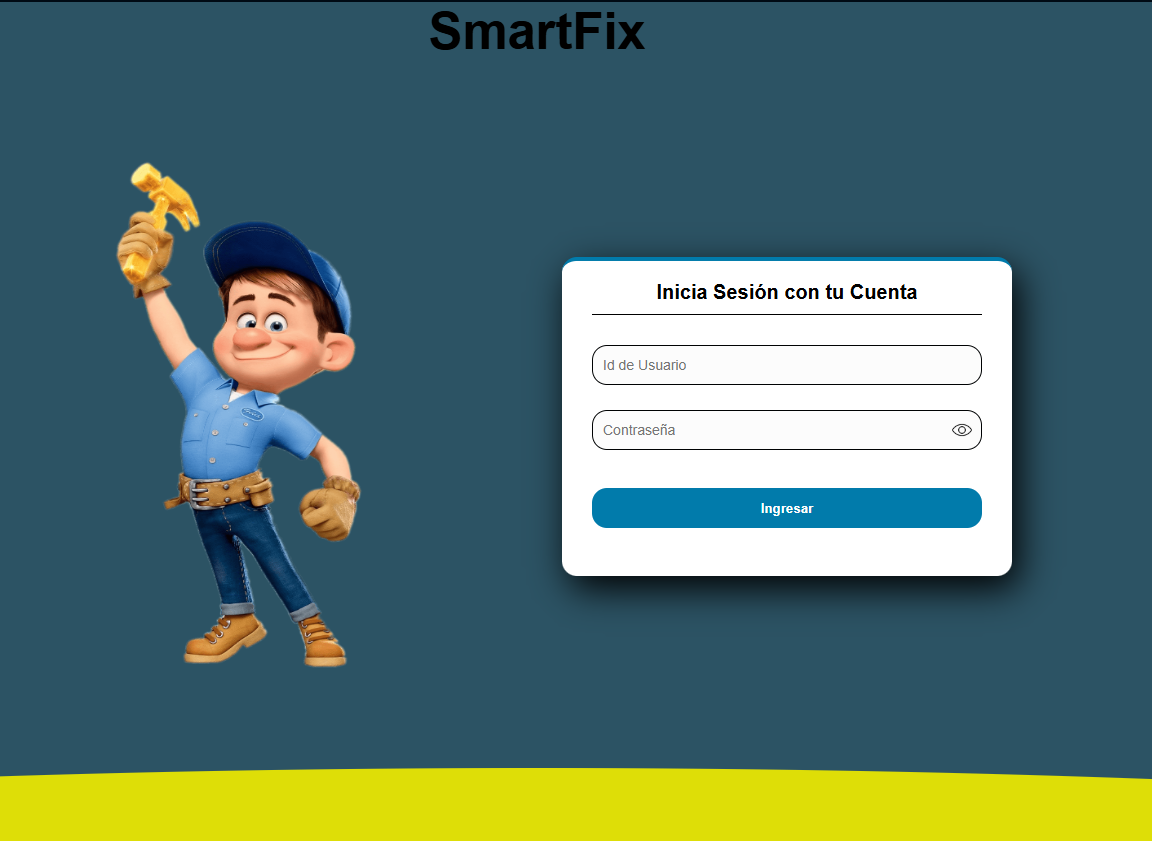 SmartFix
Inicia Sesión con tu Cuenta
Id de Usuario
Contraseña
Ingresar